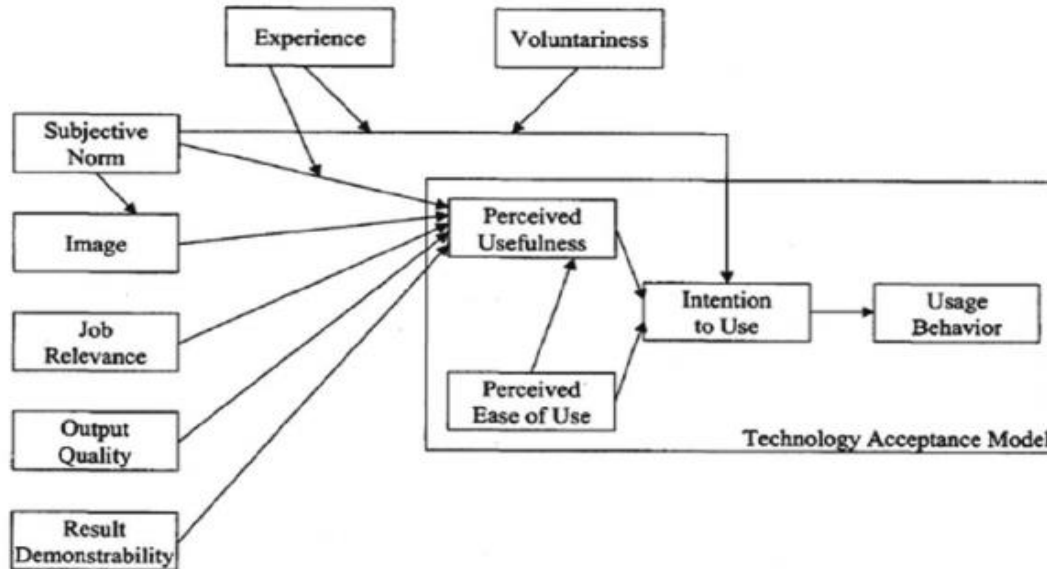 Experience
Voluntariness
Subjective
Norm
Image
Perceived
Usefulness
Intention
to Use
Usage
Behavior
Job
Relevance
Perceived
Ease of Use
Output
Quality
Technology Acceptance Model
Result
Demonstrability